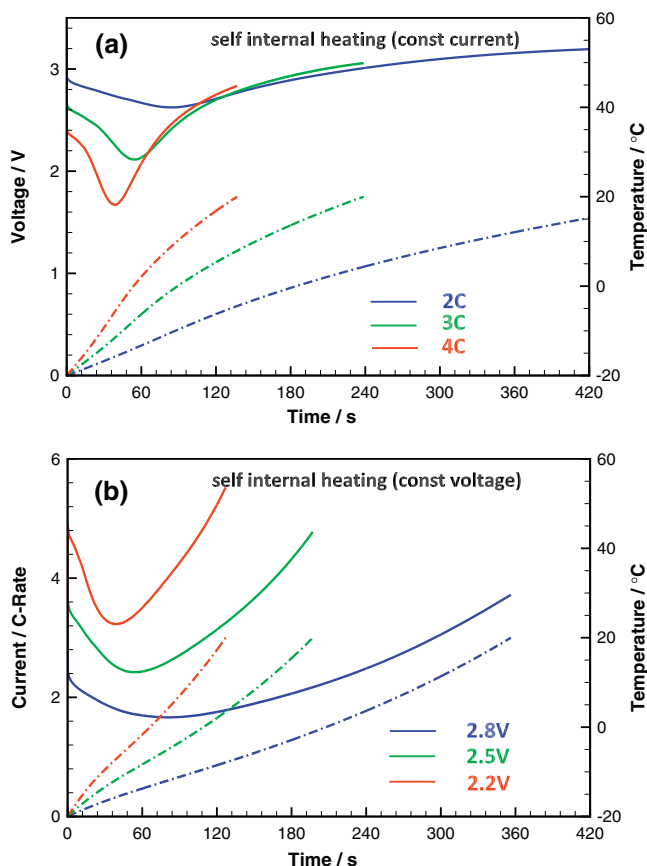 (a)
self internal heating (const current)
Voltage / V
3
2
1
0
60
40
20
0
-20
Temperature / °C
2C
3C
4C
0 60 120 180 240 300 360 420
Time / s
(b)
self internal heating (const voltage)
Current / C-Rate
6
4
2
0
60
40
20
0
-20
Temperature / °C
2.8V
2.5V
2.2V
0 60 120 180 240 300 360 420
Time / s